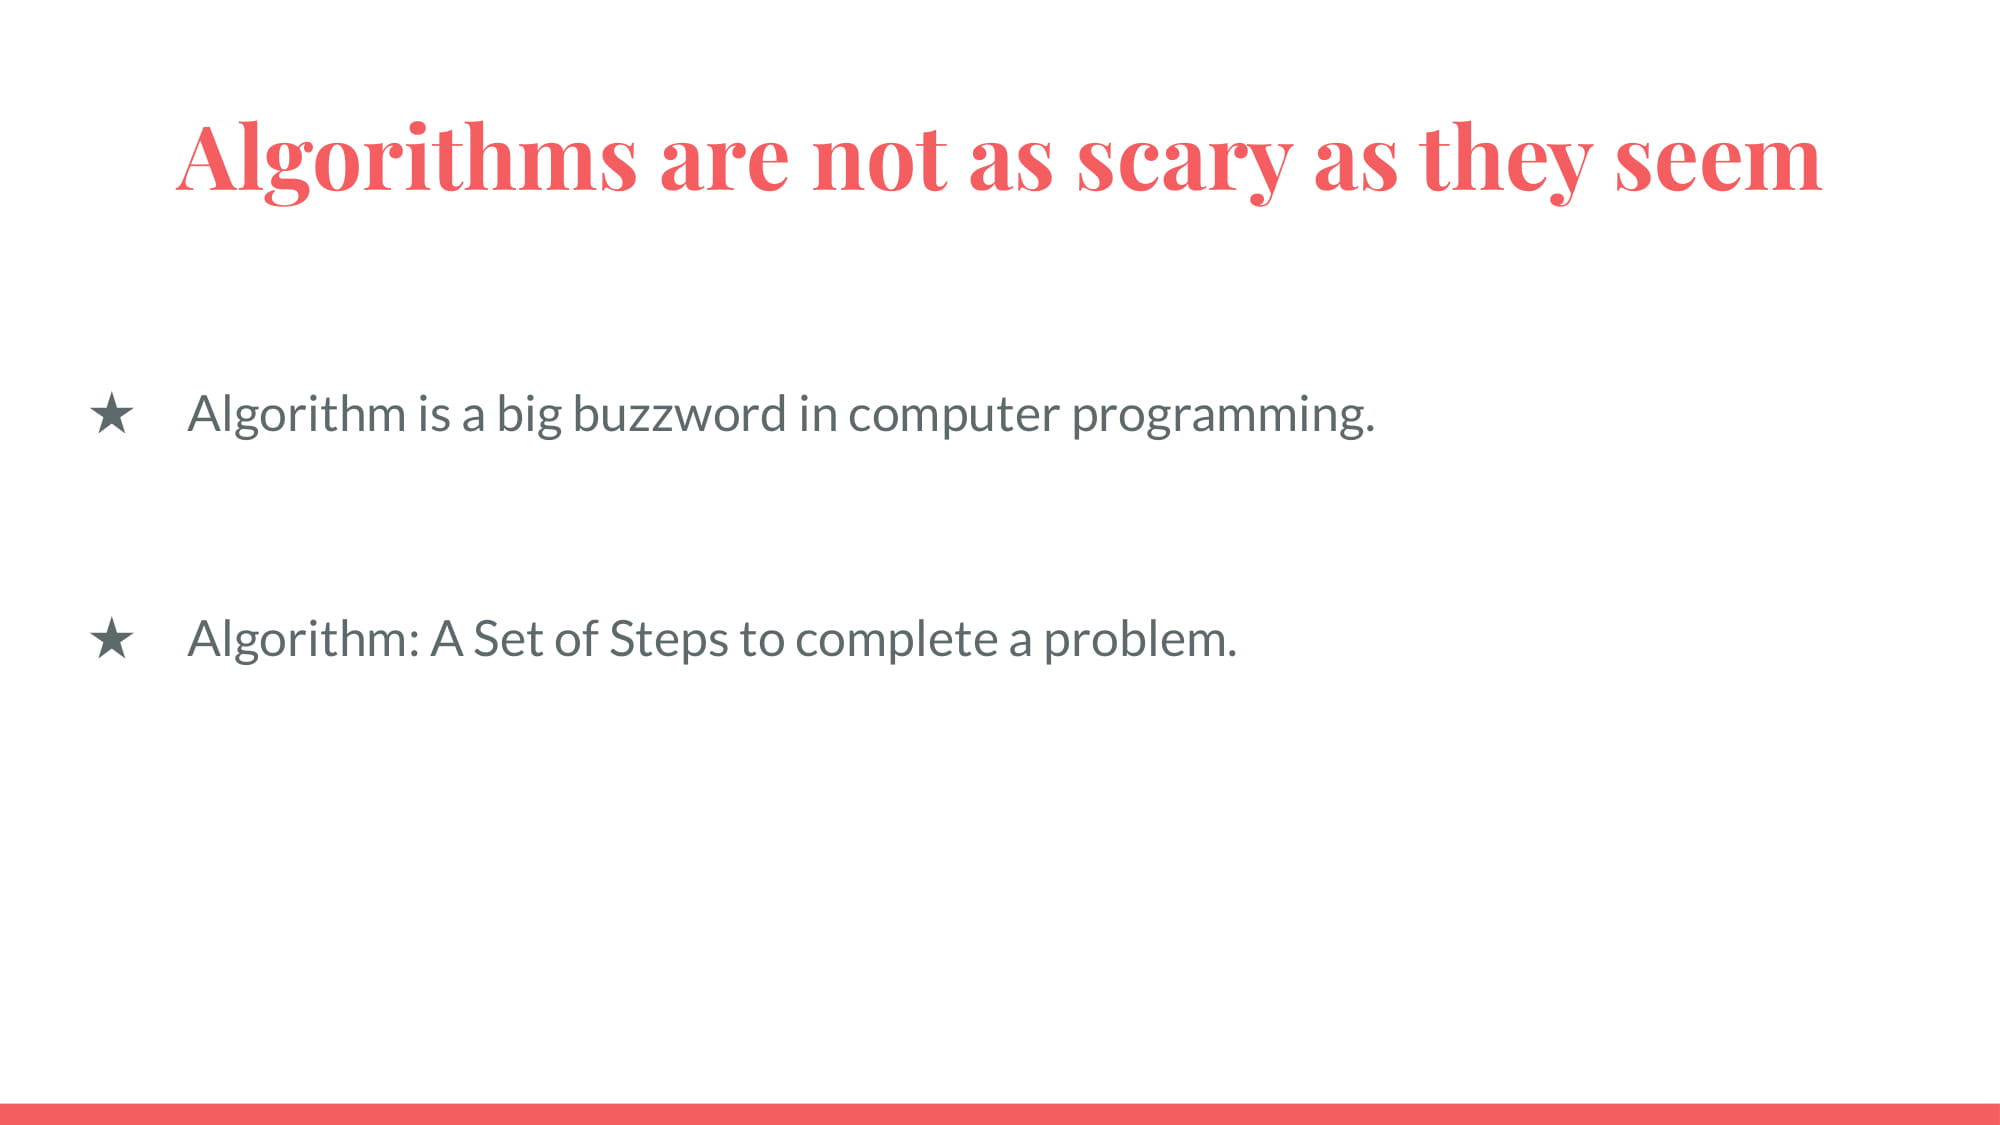 Algorithms are not as scary as they seem
★ Algorithm is a big buzzword in computer programming.
★ Algorithm: A Set of Steps to complete a problem.